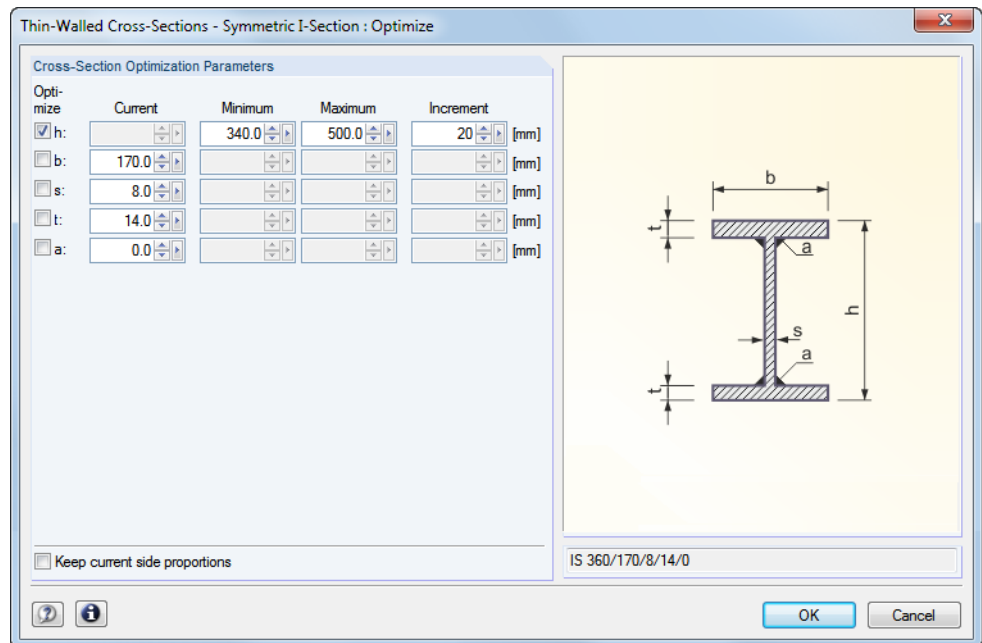 Thin-Walled Cross-Sections - Symmetric I-Section : Optimize
Cross-Section Optimization Parameters
Opti-
mize Current Minimum Maximum Increment
h: 340.0 500.0 20 [mm]
b: 170.0 [mm]
s: 8.0 [mm]
t: 14.0 [mm]
a: 0.0 [mm]
b
t
a
h
s
a
t
Keep current side proportions
IS 360/170/8/14/0
OK Cancel